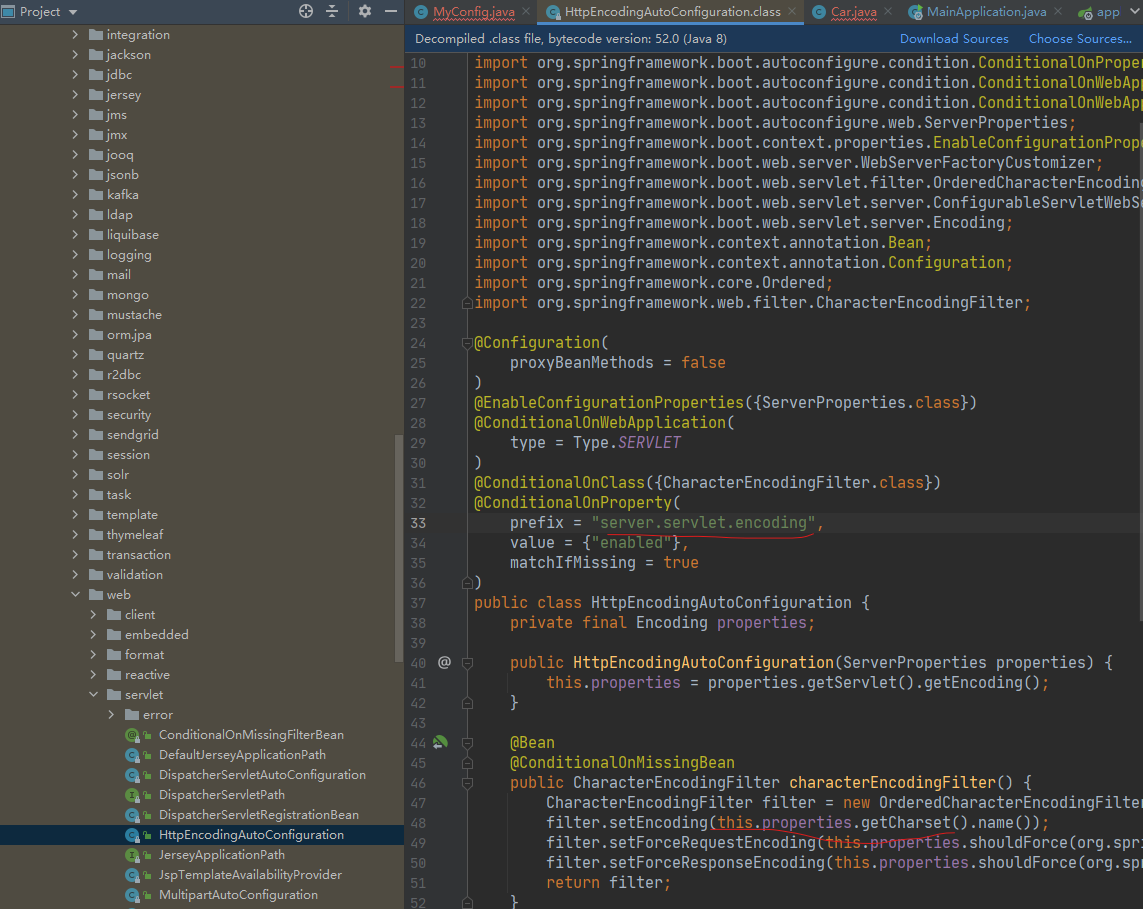 Project
integration
jackson
jdbc
jersey
jms
jmx
jooq
jsonb
kafka
ldap
liquibase
logging
mail
mongo
mustache
orm.jpa
quartz
r2dbc
rsocket
security
sendgrid
session
solr
task
template
thymeleaf
transaction
validation
web
client
embedded
format
reactive
servlet
error
ConditionalOnMissingFilterBean
DefaultJerseyApplicationPath
DispatcherServletAutoConfiguration
DispatcherServletPath
DispatcherServletRegistrationBean
HttpEncodingAutoConfiguration
JerseyApplicationPath
JspTemplateAvailabilityProvider
MultipartAutoConfiguration
MyConfig.java HttpEncodingAutoConfiguration.class Car.java MainApplication.java app
Decompiled .class file, bytecode version: 52.0 (Java 8) Download Sources Choose Sources...
10 import org.springframework.boot.autoconfigure.condition.ConditionalOnProper
11 import org.springframework.boot.autoconfigure.condition.ConditionalOnWebApp
12 import org.springframework.boot.autoconfigure.condition.ConditionalOnWebApp
13 import org.springframework.boot.autoconfigure.web.ServerProperties;
14 import org.springframework.boot.context.properties.EnableConfigurationPrope
15 import org.springframework.boot.web.server.WebServerFactoryCustomizer;
16 import org.springframework.boot.web.servlet.filter.OrderedCharacterEncoding
17 import org.springframework.boot.web.servlet.server.ConfigurableServletWebSe
18 import org.springframework.boot.web.servlet.server.Encoding;
19 import org.springframework.context.annotation.Bean;
20 import org.springframework.context.annotation.Configuration;
21 import org.springframework.core.Ordered;
22 import org.springframework.web.filter.CharacterEncodingFilter;
23
24 @Configuration(
25 proxyBeanMethods = false
26 )
27 @EnableConfigurationProperties({ServerProperties.class})
28 @ConditionalOnWebApplication(
29 type = Type.SERVLET
30 )
31 @ConditionalOnClass({CharacterEncodingFilter.class})
32 @ConditionalOnProperty(
33 prefix = "server.servlet.encoding",
34 value = {"enabled"},
35 matchIfMissing = true
36 )
37 public class HttpEncodingAutoConfiguration {
38 private final Encoding properties;
39
40 @ public HttpEncodingAutoConfiguration(ServerProperties properties) {
41 this.properties = properties.getServlet().getEncoding();
42 }
43
44 @Bean
45 @ConditionalOnMissingBean
46 public CharacterEncodingFilter characterEncodingFilter() {
47 CharacterEncodingFilter filter = new OrderedCharacterEncodingFilter
48 filter.setEncoding(this.properties.getCharset().name());
49 filter.setForceRequestEncoding(this.properties.shouldForce(org.spri
50 filter.setForceResponseEncoding(this.properties.shouldForce(org.spr
51 return filter;
52 }